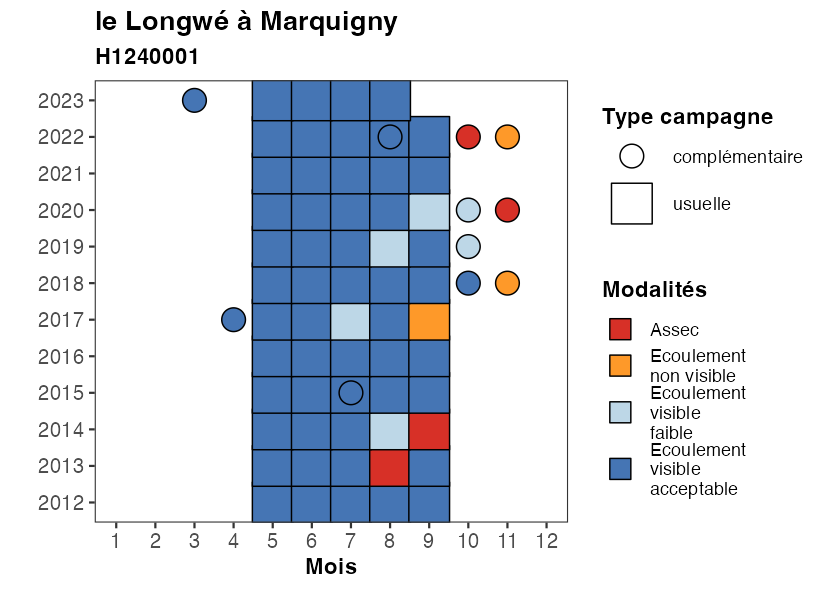 le Longwé à Marquigny
H1240001
2023
2022
2021
2020
2019
2018
2017
2016
2015
2014
2013
2012
1 2 3 4 5 6 7 8 9 10 11 12
Mois
Type campagne
complémentaire
usuelle
Modalités
Assec
Ecoulement
non visible
Ecoulement
visible
faible
Ecoulement
visible
acceptable